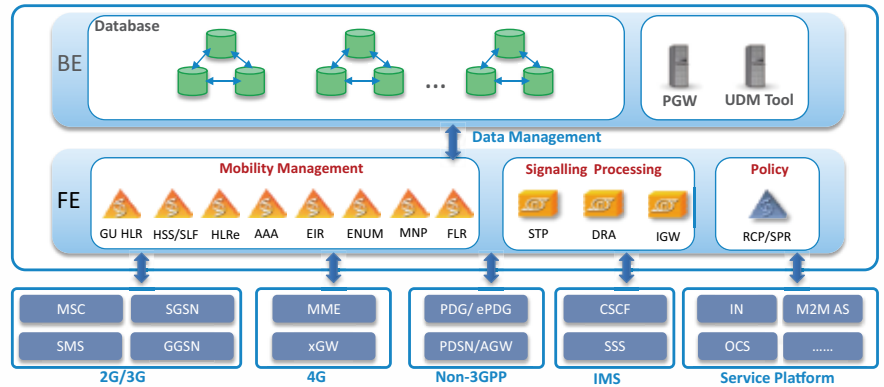 Database
BE
...
PGW
UDM Tool
Data Management
Mobility Management
Signalling Processing
Policy
FE
GU HLR
HSS/SLF
HLRe
AAA
EIR
ENUM
MNP
FLR
STP
DRA
IGW
RCP/SPR
MSC
SGSN
MME
PDG/ ePDG
CSCF
IN
M2M AS
SMS
GGSN
xGW
PDSN/AGW
SSS
OCS
......
2G/3G
4G
Non-3GPP
IMS
Service Platform